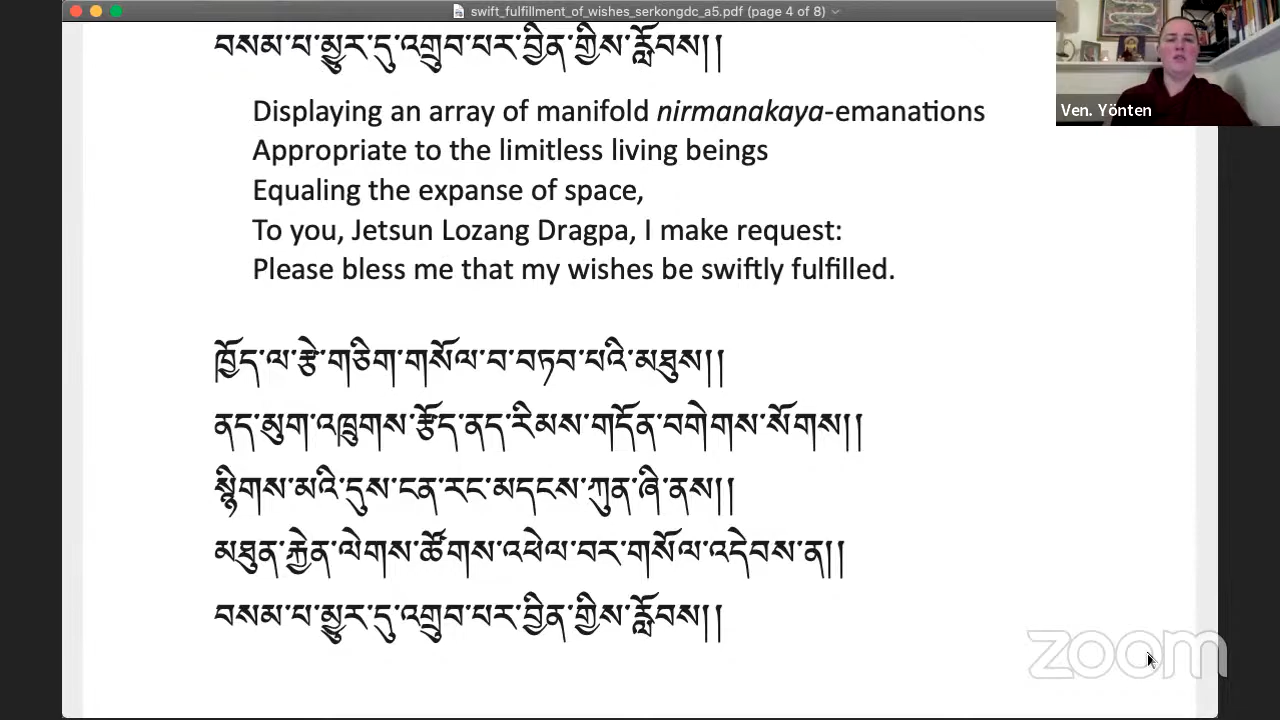 swift_fulfillment_of_wishes_serkongdc_a5.pdf (page 4 of 8)
བསམ་པ་མྱུར་དུ་འགྲུབ་པར་བྱིན་གྱིས་རློབས།།
Ven. Yönten
Displaying an array of manifold nirmanakaya-emanations
Appropriate to the limitless living beings
Equaling the expanse of space,
To you, Jetsun Lozang Dragpa, I make request:
Please bless me that my wishes be swiftly fulfilled.
ཁྱོད་ལ་རྩེ་གཅིག་གསོལ་བ་བཏབ་པའི་མཐུས།།
ནད་མུག་འཁྲུགས་རྩོད་ནད་རིམས་གདོན་བགེགས་སོགས།།
སྙིགས་མའི་དུས་ངན་རང་མདངས་ཀུན་ཞི་ནས།།
མཐུན་རྐྱེན་ལེགས་ཚོགས་འཕེལ་བར་གསོལ་འདེབས་ན།།
བསམ་པ་མྱུར་དུ་འགྲུབ་པར་བྱིན་གྱིས་རློབས།།
zoom